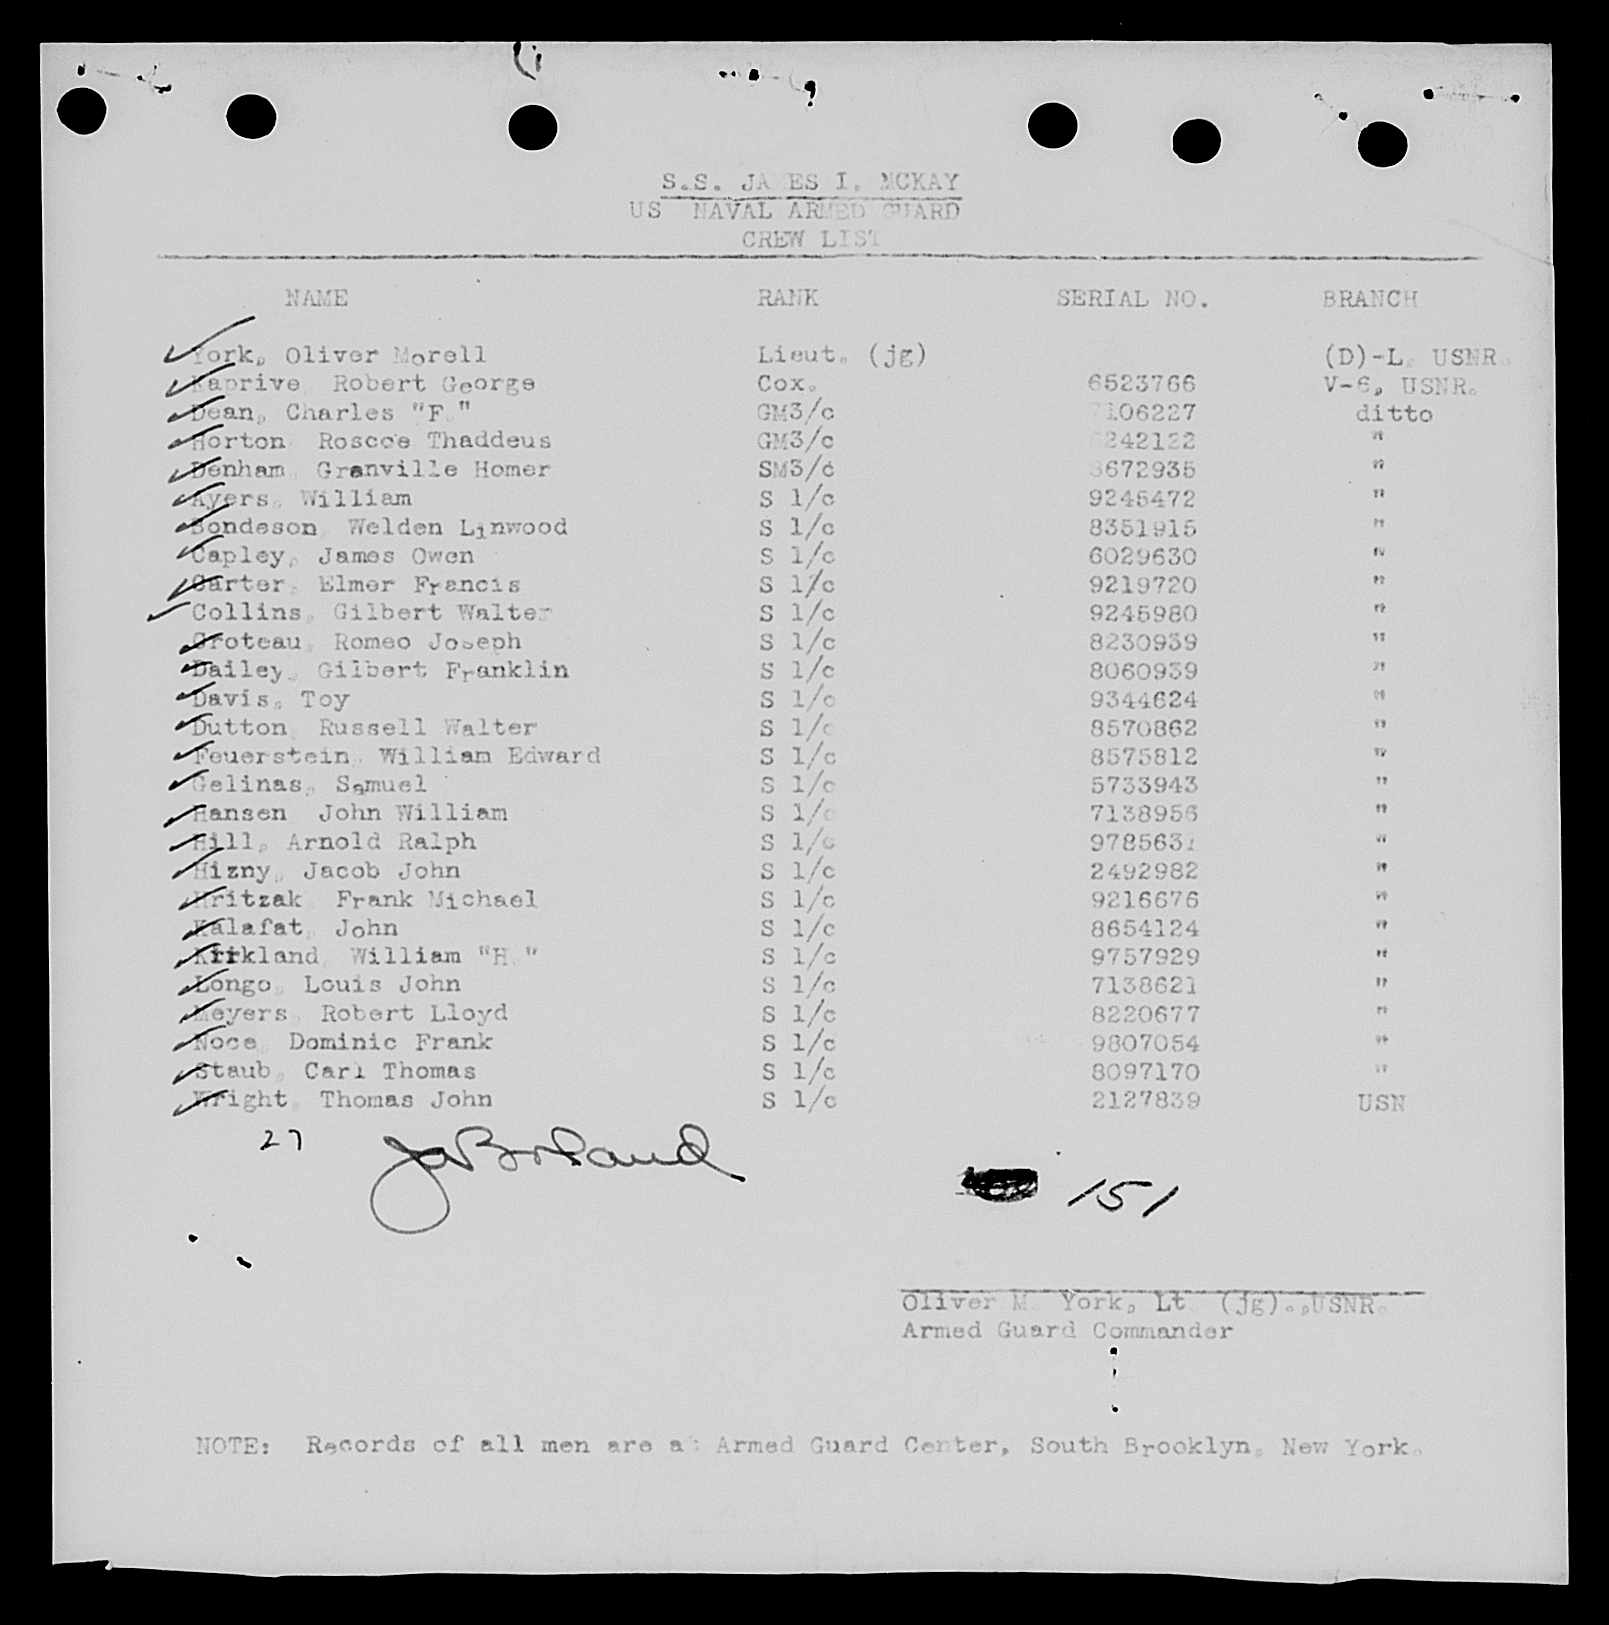 S.S. JAMES I. MCKAY
US NAVAL ARMED GUARD
CREW LIST
NAME RANK SERIAL NO. BRANCH
York, Oliver Morell Lieut. (jg) (D)-L. USNR.
Kaprive, Robert George Cox. 6523766 V-6, USNR.
Dean, Charles "F." GM3/c 7106227 ditto
Horton, Roscoe Thaddeus GM3/c 242122 "
Denham, Granville Homer SM3/c 672935 "
Ayers, William S 1/c 9245472 "
Bondeson, Welden Linwood S 1/c 8351915 "
Capley, James Owen S 1/c 6029630 "
Carter, Elmer Francis S 1/c 9219720 "
Collins, Gilbert Walter S 1/c 9245980 "
Croteau, Romeo Joseph S 1/c 8230939 "
Dailey, Gilbert Franklin S 1/c 8060939 "
Davis, Toy S 1/c 9344624 "
Dutton, Russell Walter S 1/c 8570862 "
Feuerstein, William Edward S 1/c 8575812 "
Gelinas, Samuel S 1/c 5733943 "
Hansen John William S 1/c 7138956 "
Hill, Arnold Ralph S 1/c 9785631 "
Hizny, Jacob John S 1/c 2492982 "
Hritzak Frank Michael S 1/c 9216676 "
Kalafat, John S 1/c 8654124 "
Kirkland, William "H." S 1/c 9757929 "
Longo, Louis John S 1/c 7138621 "
Meyers, Robert Lloyd S 1/c 8220677 "
Noce, Dominic Frank S 1/c 9807054 "
Staub, Carl Thomas S 1/c 8097170 "
Wright, Thomas John S 1/c 2127839 USN
27
151
Oliver M. York, Lt. (jg).,USNR.
Armed Guard Commander
NOTE: Records of all men are at Armed Guard Center, South Brooklyn, New York.